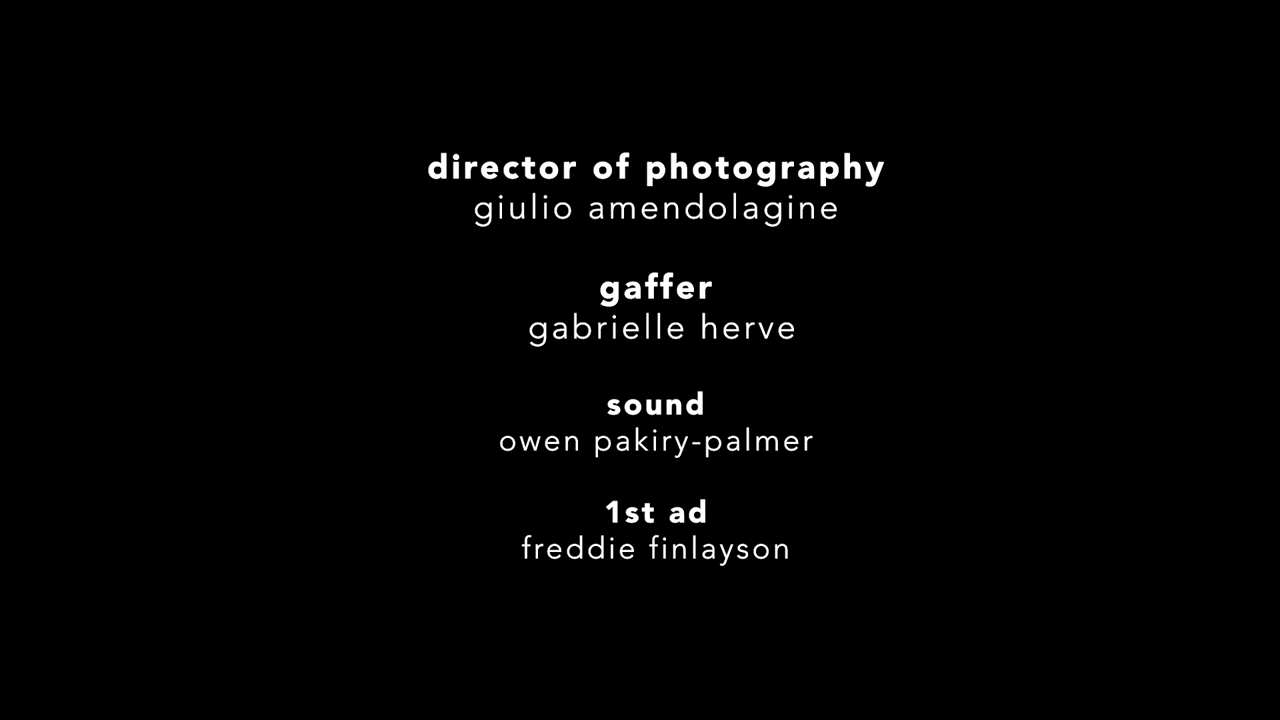 director of photography
giulio amendolagine
gaffer
gabrielle herve
sound
owen pakiry-palmer
1st ad
freddie finlayson